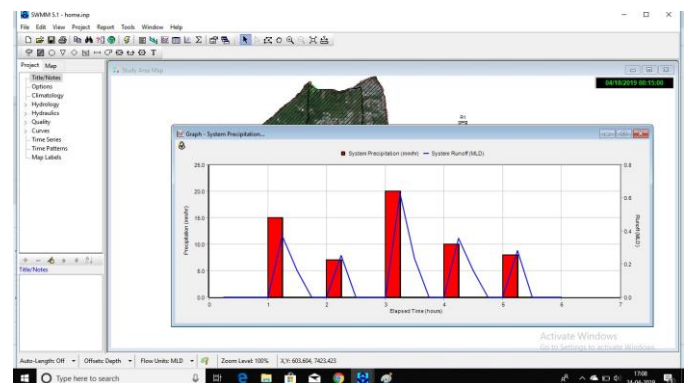 SWMM 5.1 - home.inp
File Edit View Project Report Tools Window Help
T
Project Map
Title/Notes
Options
Climatology
Hydrology
Hydraulics
Quality
Curves
Time Series
Time Patterns
Map Labels
Title/Notes
Study Area Map
04/10/2019 00:15:00
Graph - System Precipitation...
System Precipitation (mm/hr) System Runoff (MLD)
25.0
20.0
15.0
10.0
5.0
0.0
Precipitation (mm/hr)
0.8
0.6
0.4
0.2
0.0
Runoff (MLD)
0 1 2 3 4 5 6 7
Elapsed Time (hours)
Activate Windows
Go to Settings to activate Windows.
Auto-Length: Off Offsets: Depth Flow Units: MLD Zoom Level: 100% X,Y: 603.604, 7423.423
Type here to search
17:08